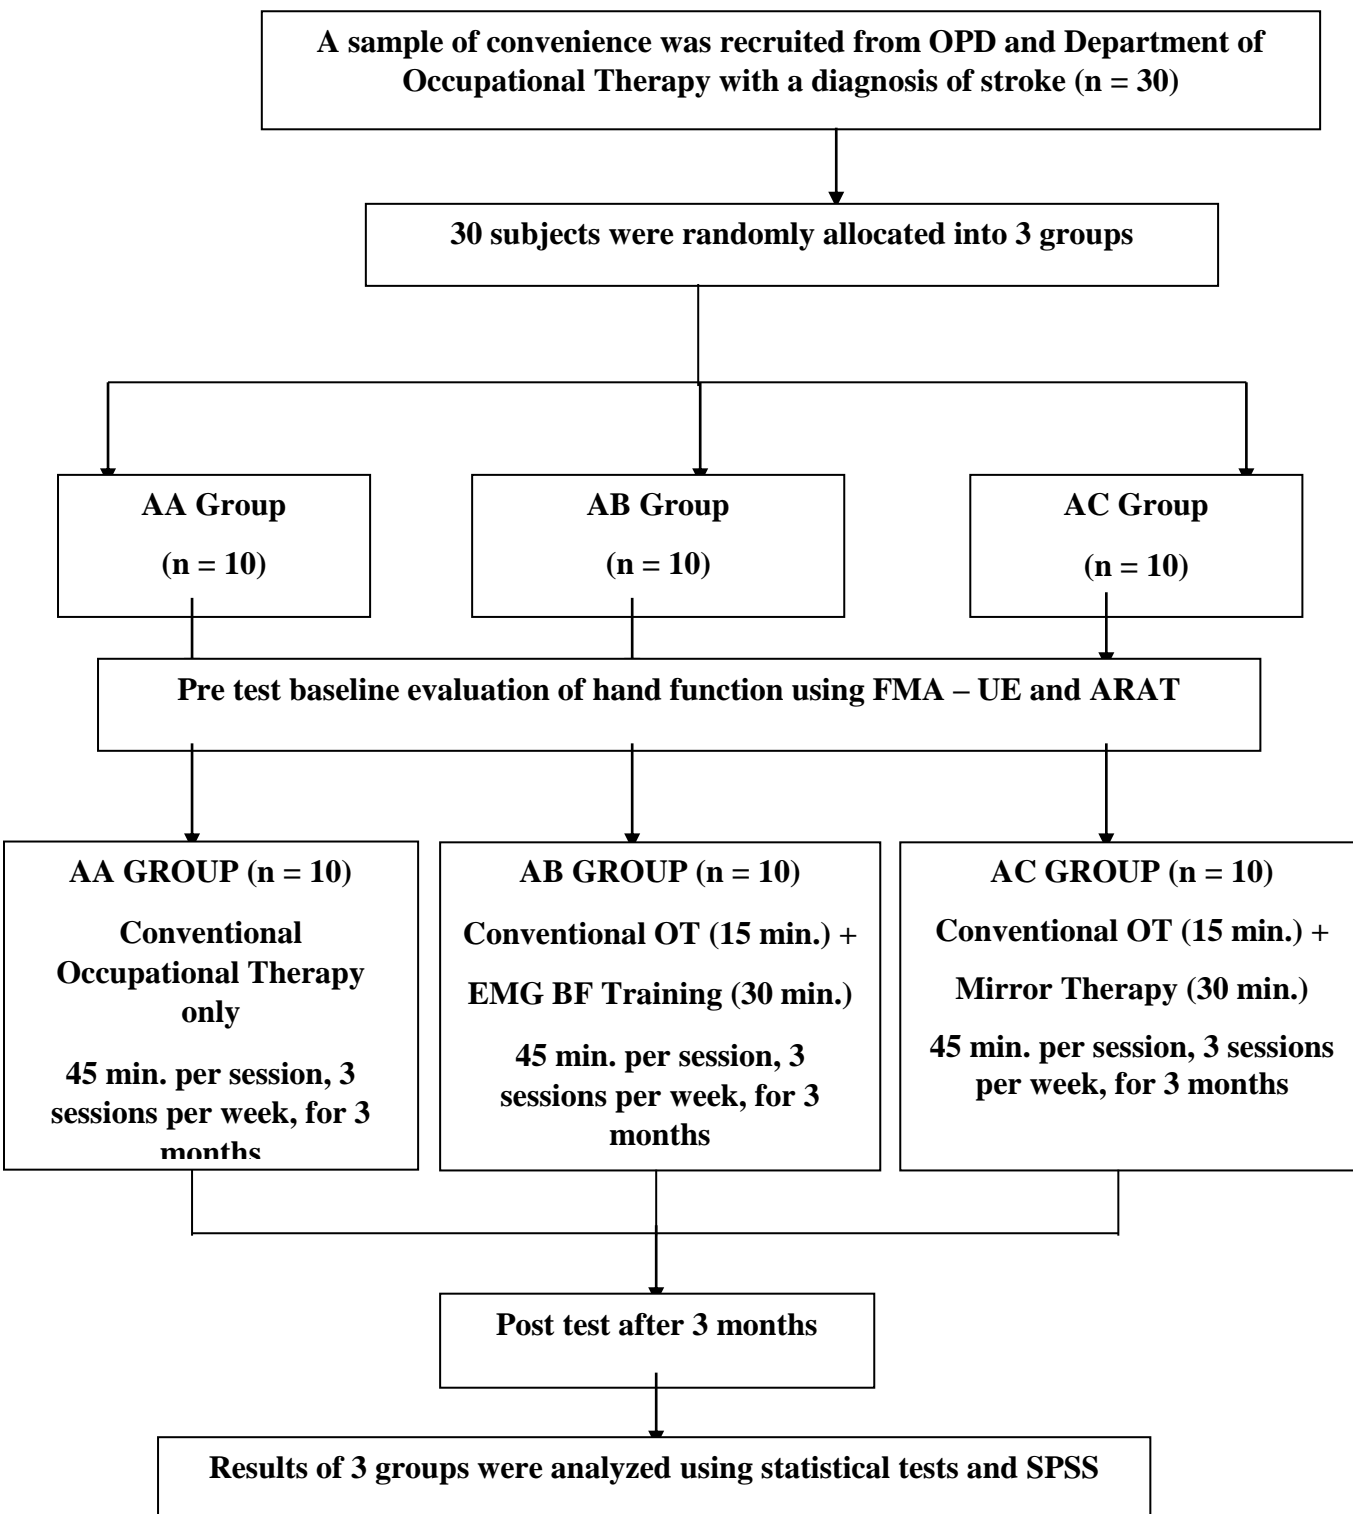 A sample of convenience was recruited from OPD and Department of
Occupational Therapy with a diagnosis of stroke (n = 30)
30 subjects were randomly allocated into 3 groups
AA Group
(n = 10)
AB Group
(n = 10)
AC Group
(n = 10)
Pre test baseline evaluation of hand function using FMA – UE and ARAT
AA GROUP (n = 10)
Conventional
Occupational Therapy
only
45 min. per session, 3
sessions per week, for 3
months
AB GROUP (n = 10)
Conventional OT (15 min.) +
EMG BF Training (30 min.)
45 min. per session, 3
sessions per week, for 3
months
AC GROUP (n = 10)
Conventional OT (15 min.) +
Mirror Therapy (30 min.)
45 min. per session, 3 sessions
per week, for 3 months
Post test after 3 months
Results of 3 groups were analyzed using statistical tests and SPSS